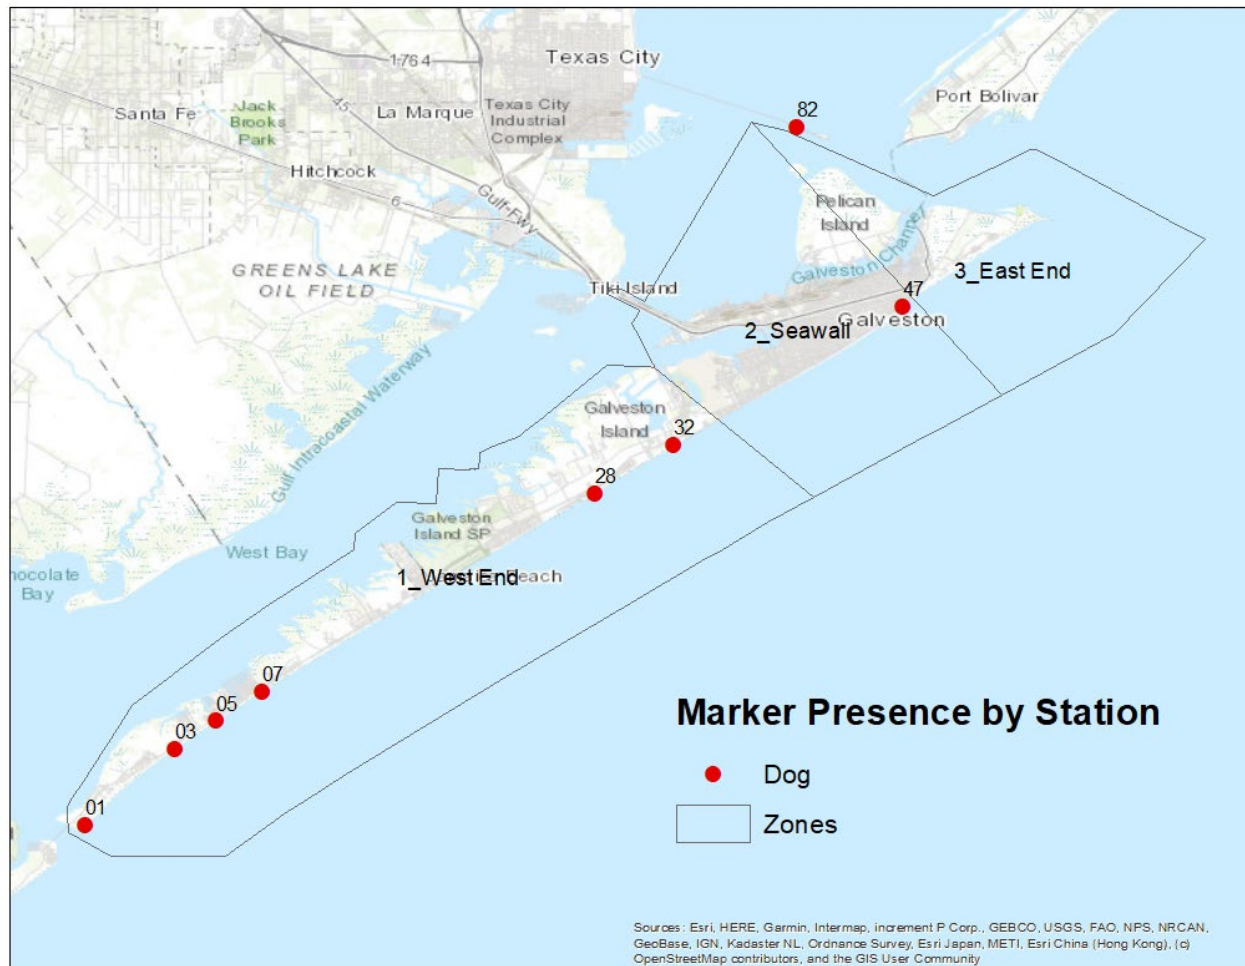 Texas City
1764
Santa Fe
Jack
Brooks
Park
La Marque
Texas City
Industrial
Complex
45
82
Port Bolivar
Hitchcock
6
Gulf-Fwy
Pelican
Island
Galveston Channel
GREENS LAKE
OIL FIELD
Tiki Island
3_East End
47
Galveston
2_Seawall
Gulf Intracoastal Waterway
Galveston
Island
32
28
Galveston
Island SP
West Bay
hocolate
Bay
1_West End
Beach
07
05
03
01
Marker Presence by Station
Dog
Zones
Sources: Esri, HERE, Garmin, Intermap, increment P Corp., GEBCO, USGS, FAO, NPS, NRCAN,
GeoBase, IGN, Kadaster NL, Ordnance Survey, Esri Japan, METI, Esri China (Hong Kong), (c)
OpenStreetMap contributors, and the GIS User Community